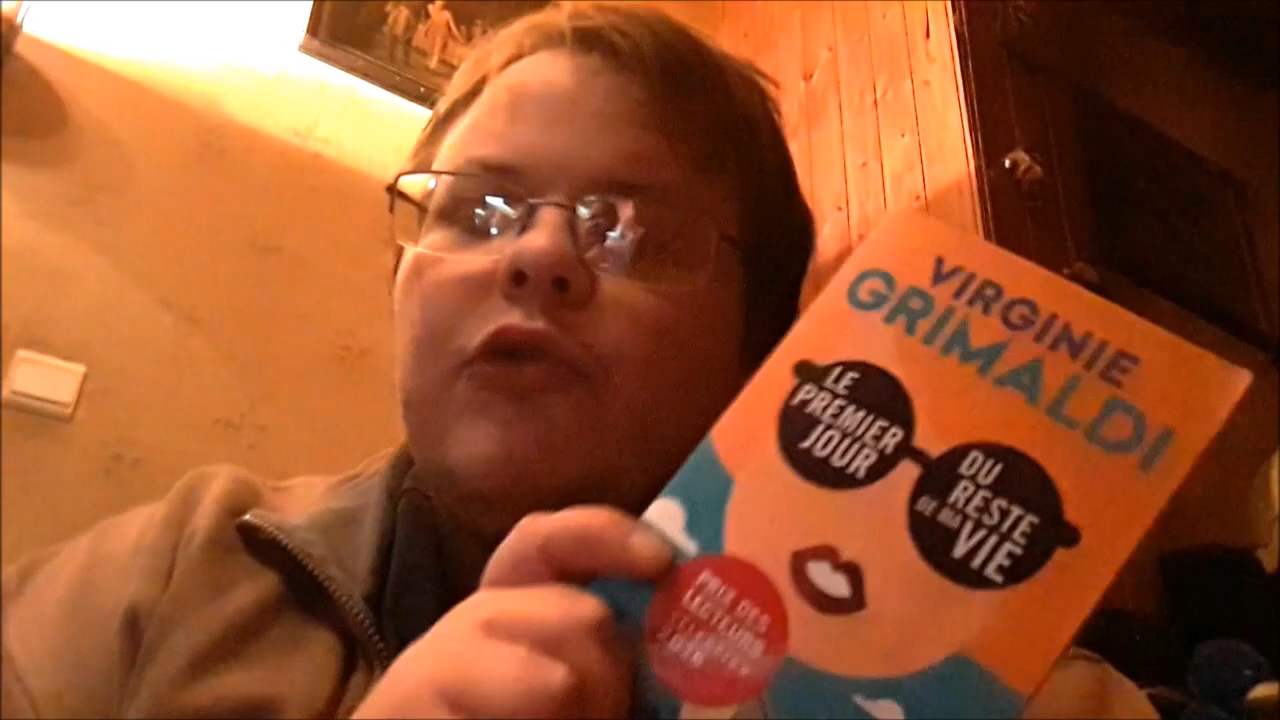 VIRGINIE
GRIMALDI
LE
PREMIER
JOUR
DU
RESTE
DE MA
VIE
PRIX DES
LECTEURS